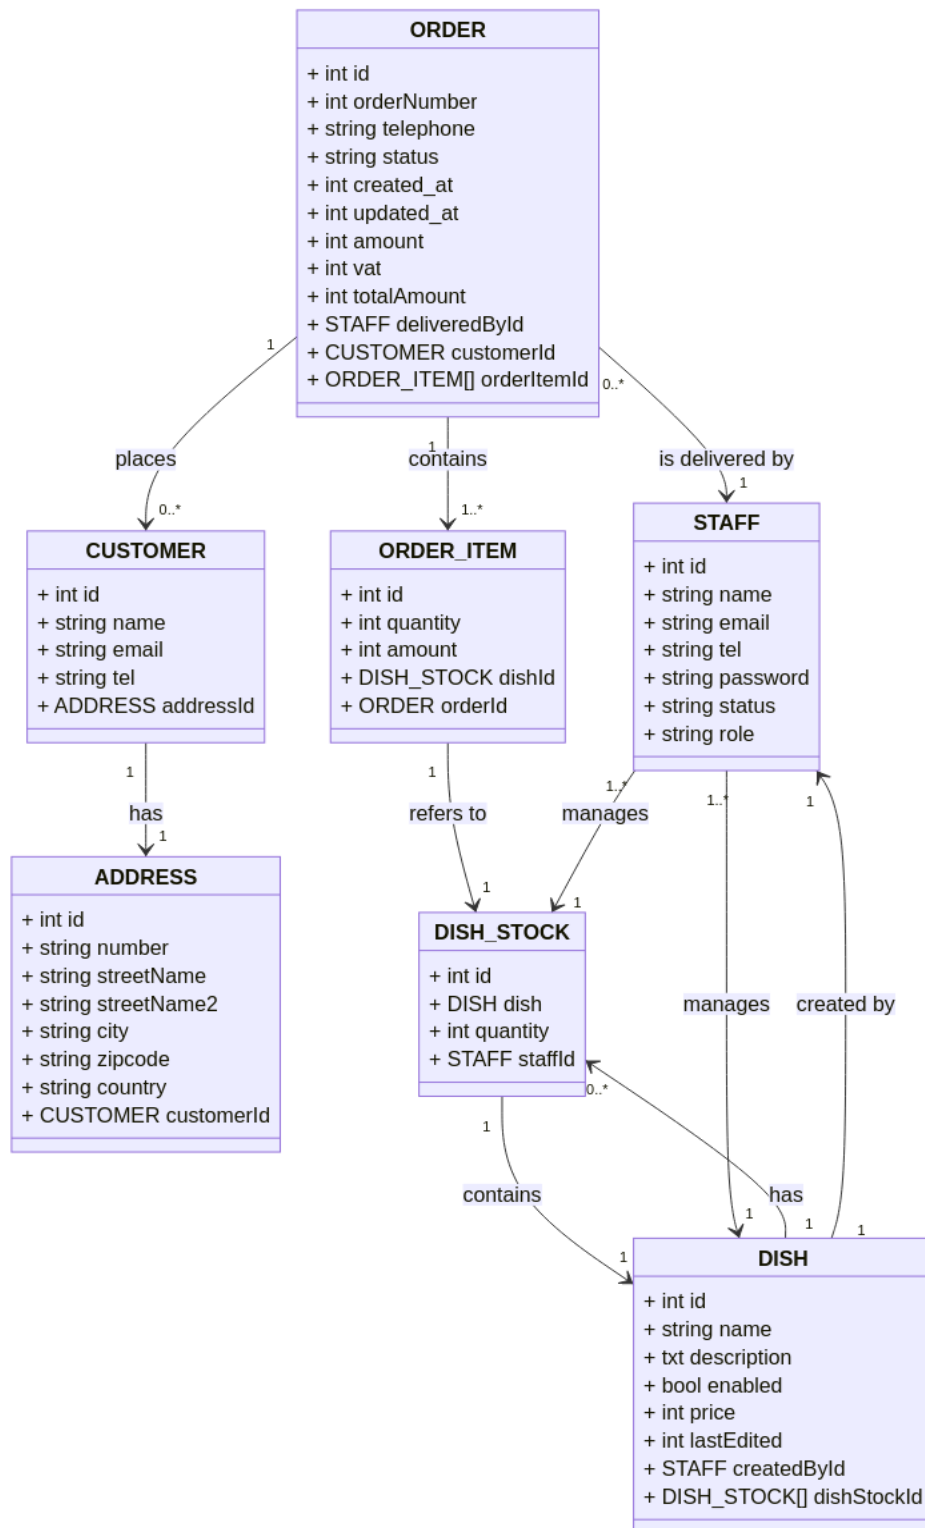 ORDER
+ int id
+ int orderNumber
+ string telephone
+ string status
+ int created_at
+ int updated_at
+ int amount
+ int vat
+ int totalAmount
+ STAFF deliveredById
+ CUSTOMER customerId
+ ORDER_ITEM[] orderItemId
1
places
0..*
1
contains
1..*
0..*
is delivered by
1
CUSTOMER
+ int id
+ string name
+ string email
+ string tel
+ ADDRESS addressId
ORDER_ITEM
+ int id
+ int quantity
+ int amount
+ DISH_STOCK dishId
+ ORDER orderId
STAFF
+ int id
+ string name
+ string email
+ string tel
+ string password
+ string status
+ string role
1
has
1
1
refers to
1
1..*
manages
1
1..*
manages
1
1
created by
1
ADDRESS
+ int id
+ string number
+ string streetName
+ string streetName2
+ string city
+ string zipcode
+ string country
+ CUSTOMER customerId
DISH_STOCK
+ int id
+ DISH dish
+ int quantity
+ STAFF staffId
0..*
has
1
1
contains
1
DISH
+ int id
+ string name
+ txt description
+ bool enabled
+ int price
+ int lastEdited
+ STAFF createdById
+ DISH_STOCK[] dishStockId